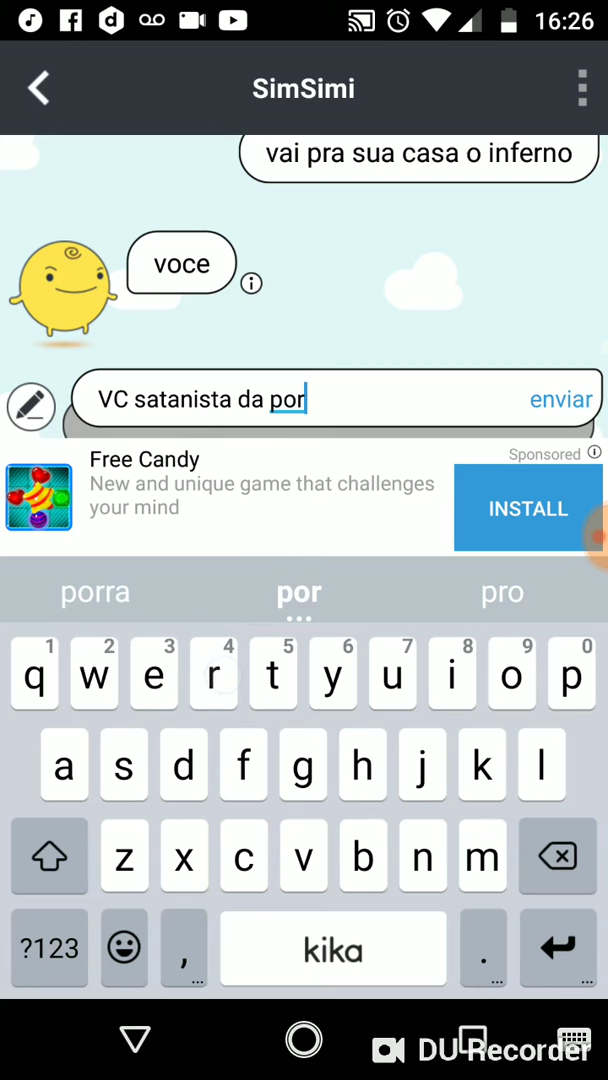 16:26
SimSimi
vai pra sua casa o inferno
voce
VC satanista da por
enviar
Free Candy
Sponsored
New and unique game that challenges
your mind
INSTALL
porra por pro
1 2 3 4 5 6 7 8 9 0
q w e r t y u i o p
a s d f g h j k l
z x c v b n m
?123 , kika .
DU Recorder